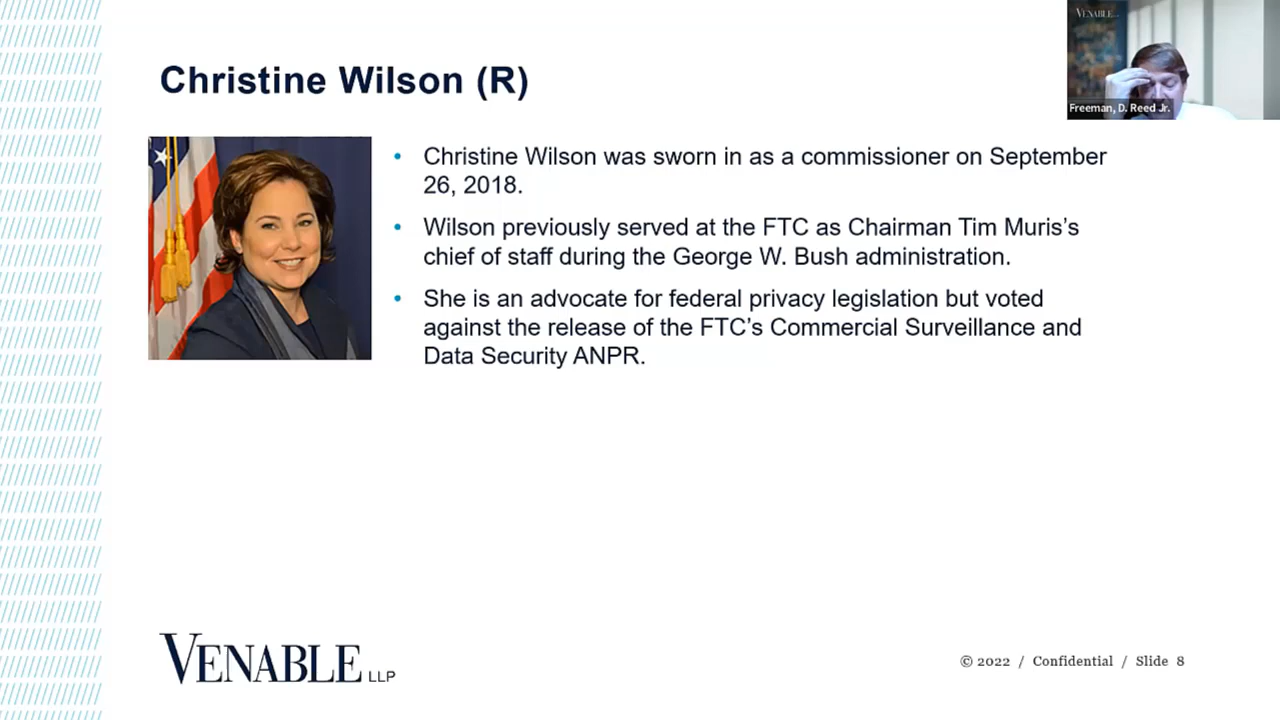 Christine Wilson (R)
VENABLE
Freeman, D. Reed Jr.
• Christine Wilson was sworn in as a commissioner on September
26, 2018.
• Wilson previously served at the FTC as Chairman Tim Muris’s
chief of staff during the George W. Bush administration.
• She is an advocate for federal privacy legislation but voted
against the release of the FTC’s Commercial Surveillance and
Data Security ANPR.
VENABLE LLP
© 2022 / Confidential / Slide 8